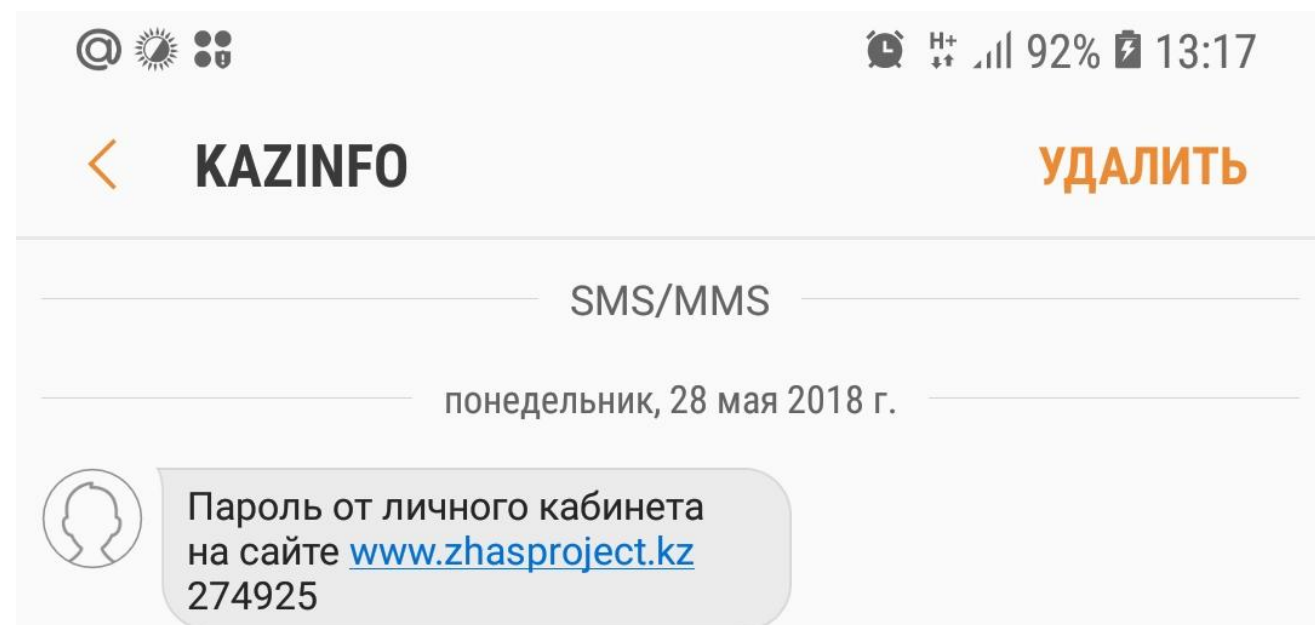 H+ 92% 13:17
KAZINFO УДАЛИТЬ
SMS/MMS
понедельник, 28 мая 2018 г.
Пароль от личного кабинета
на сайте www.zhasproject.kz
274925